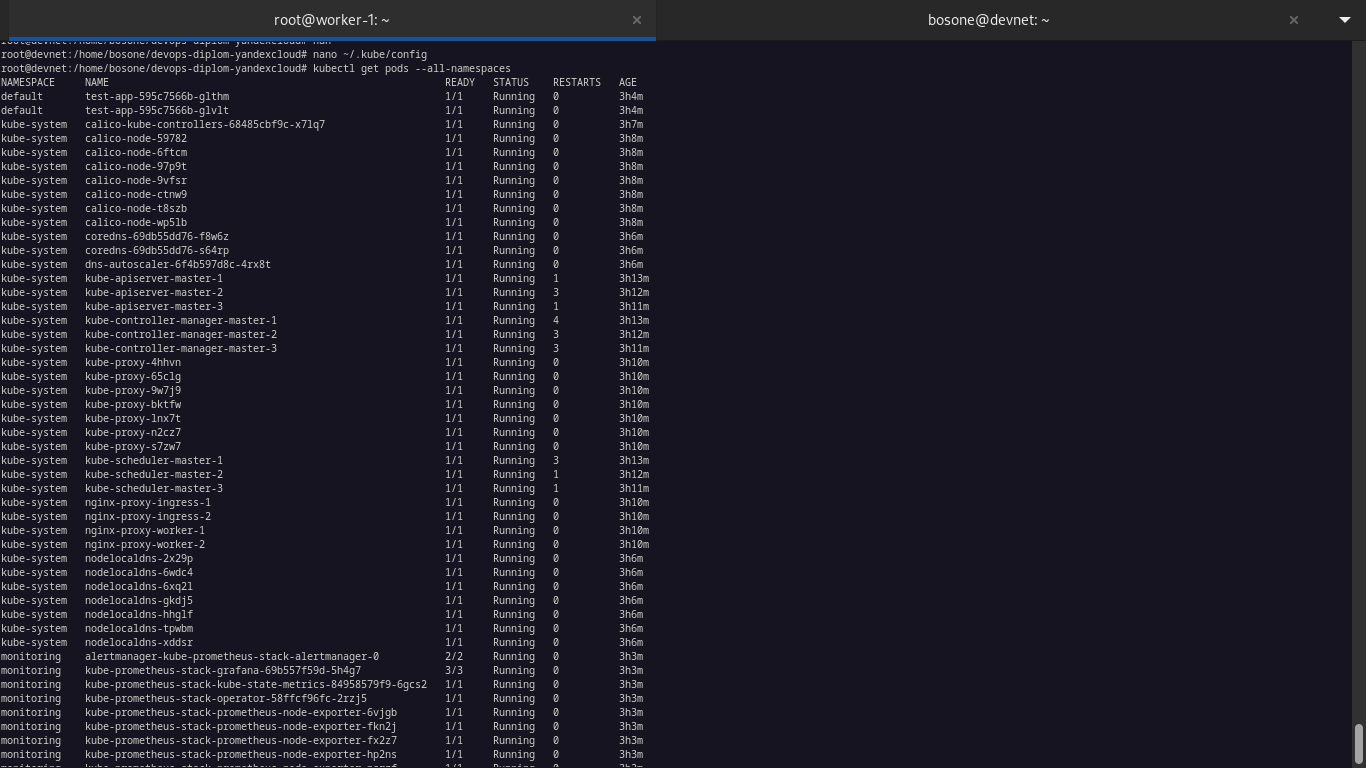 root@worker-1: ~ × bosone@devnet: ~ ×
root@devnet:/home/bosone/devops-diplom-yandexcloud# nan
root@devnet:/home/bosone/devops-diplom-yandexcloud# nano ~/.kube/config
root@devnet:/home/bosone/devops-diplom-yandexcloud# kubectl get pods --all-namespaces
NAMESPACE NAME READY STATUS RESTARTS AGE
default test-app-595c7566b-glthm 1/1 Running 0 3h4m
default test-app-595c7566b-glvlt 1/1 Running 0 3h4m
kube-system calico-kube-controllers-68485cbf9c-x7lq7 1/1 Running 0 3h7m
kube-system calico-node-59782 1/1 Running 0 3h8m
kube-system calico-node-6ftcm 1/1 Running 0 3h8m
kube-system calico-node-97p9t 1/1 Running 0 3h8m
kube-system calico-node-9vfsr 1/1 Running 0 3h8m
kube-system calico-node-ctnw9 1/1 Running 0 3h8m
kube-system calico-node-t8szb 1/1 Running 0 3h8m
kube-system calico-node-wp5lb 1/1 Running 0 3h8m
kube-system coredns-69db55dd76-f8w6z 1/1 Running 0 3h6m
kube-system coredns-69db55dd76-s64rp 1/1 Running 0 3h6m
kube-system dns-autoscaler-6f4b597d8c-4rx8t 1/1 Running 0 3h6m
kube-system kube-apiserver-master-1 1/1 Running 1 3h13m
kube-system kube-apiserver-master-2 1/1 Running 3 3h12m
kube-system kube-apiserver-master-3 1/1 Running 1 3h11m
kube-system kube-controller-manager-master-1 1/1 Running 4 3h13m
kube-system kube-controller-manager-master-2 1/1 Running 3 3h12m
kube-system kube-controller-manager-master-3 1/1 Running 3 3h11m
kube-system kube-proxy-4hhvn 1/1 Running 0 3h10m
kube-system kube-proxy-65clg 1/1 Running 0 3h10m
kube-system kube-proxy-9w7j9 1/1 Running 0 3h10m
kube-system kube-proxy-bktfw 1/1 Running 0 3h10m
kube-system kube-proxy-lnx7t 1/1 Running 0 3h10m
kube-system kube-proxy-n2cz7 1/1 Running 0 3h10m
kube-system kube-proxy-s7zw7 1/1 Running 0 3h10m
kube-system kube-scheduler-master-1 1/1 Running 3 3h13m
kube-system kube-scheduler-master-2 1/1 Running 1 3h12m
kube-system kube-scheduler-master-3 1/1 Running 1 3h11m
kube-system nginx-proxy-ingress-1 1/1 Running 0 3h10m
kube-system nginx-proxy-ingress-2 1/1 Running 0 3h10m
kube-system nginx-proxy-worker-1 1/1 Running 0 3h10m
kube-system nginx-proxy-worker-2 1/1 Running 0 3h10m
kube-system nodelocaldns-2x29p 1/1 Running 0 3h6m
kube-system nodelocaldns-6wdc4 1/1 Running 0 3h6m
kube-system nodelocaldns-6xq2l 1/1 Running 0 3h6m
kube-system nodelocaldns-gkdj5 1/1 Running 0 3h6m
kube-system nodelocaldns-hhglf 1/1 Running 0 3h6m
kube-system nodelocaldns-tpwbm 1/1 Running 0 3h6m
kube-system nodelocaldns-xddsr 1/1 Running 0 3h6m
monitoring alertmanager-kube-prometheus-stack-alertmanager-0 2/2 Running 0 3h3m
monitoring kube-prometheus-stack-grafana-69b557f59d-5h4g7 3/3 Running 0 3h3m
monitoring kube-prometheus-stack-kube-state-metrics-84958579f9-6gcs2 1/1 Running 0 3h3m
monitoring kube-prometheus-stack-operator-58ffcf96fc-2rzj5 1/1 Running 0 3h3m
monitoring kube-prometheus-stack-prometheus-node-exporter-6vjgb 1/1 Running 0 3h3m
monitoring kube-prometheus-stack-prometheus-node-exporter-fkn2j 1/1 Running 0 3h3m
monitoring kube-prometheus-stack-prometheus-node-exporter-fx2z7 1/1 Running 0 3h3m
monitoring kube-prometheus-stack-prometheus-node-exporter-hp2ns 1/1 Running 0 3h3m